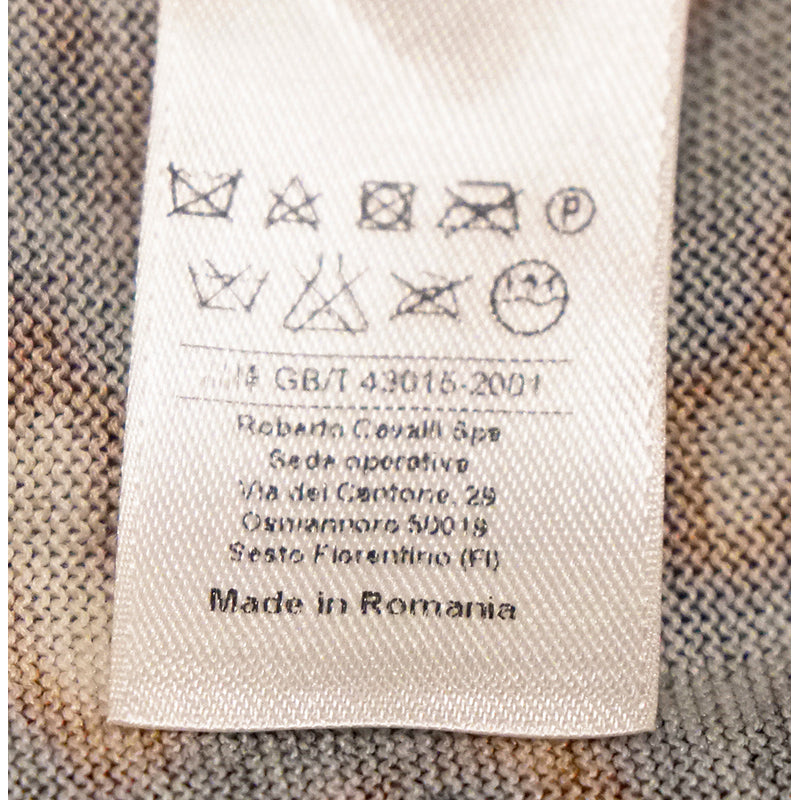 P
GB/T 43015-2001
Roberto Cavalli Spa
Sede operativa
Via del Cantone, 29
Osmannoro 50019
Sesto Fiorentino (FI)
Made in Romania